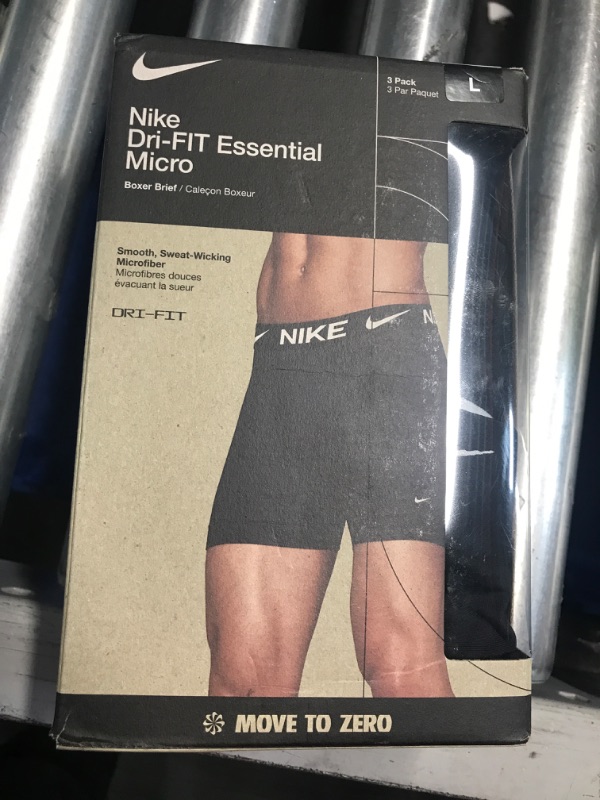 Nike
Dri-FIT Essential
Micro
Boxer Brief / Caleçon Boxeur
3 Pack
3 Par Paquet
L
Smooth, Sweat-Wicking
Microfiber
Microfibres douces
évacuant la sueur
DRI-FIT
NIKE N
MOVE TO ZERO